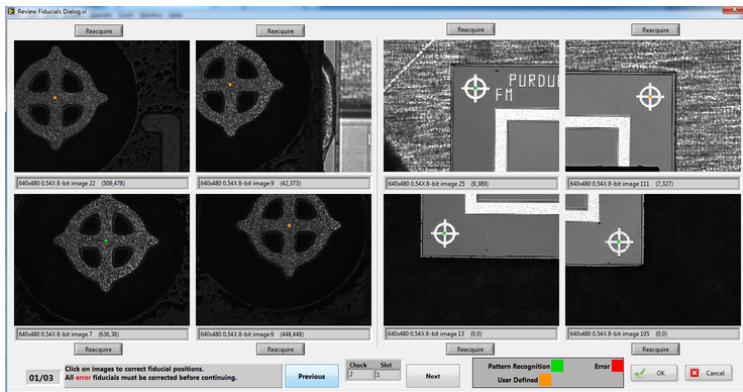 Review Fiducials Dialog.vi
Reacquire
Reacquire
Reacquire
Reacquire
PURDUE
FM
640x480 0.54X 8-bit image 22 (509,478)
640x480 0.54X 8-bit image 9 (42,373)
640x480 0.54X 8-bit image 25 (9,389)
640x480 0.54X 8-bit image 111 (7,327)
640x480 0.54X 8-bit image 7 (636,38)
640x480 0.54X 8-bit image 6 (448,448)
640x480 0.54X 8-bit image 13 (0,0)
640x480 0.54X 8-bit image 105 (0,0)
Reacquire
Reacquire
Reacquire
Reacquire
01/03
Click on images to correct fiducial positions.
All error fiducials must be corrected before continuing.
Previous
Chuck Slot
2 1
Next
Pattern Recognition
Error
User Defined
OK
Cancel